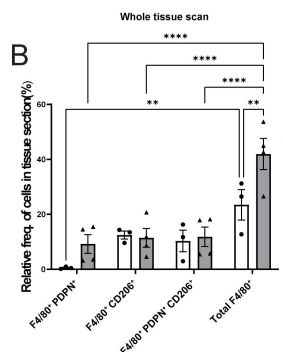 Whole tissue scan
B
****
****
****
** **
Relative freq. of cells in tissue section(%)
60
40
20
0
F4/80⁺ PDPN⁺
F4/80⁺ CD206⁺
F4/80⁺ PDPN⁺ CD206⁺
Total F4/80⁺